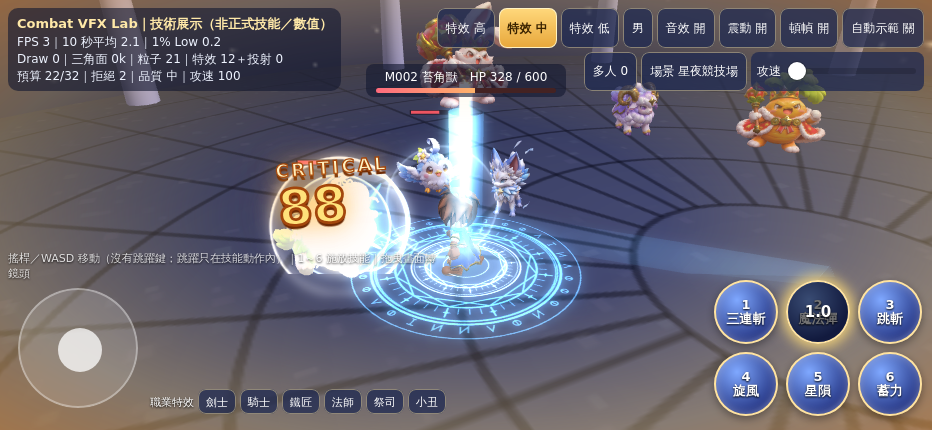 Combat VFX Lab｜技術展示（非正式技能／數值）
FPS 3｜10 秒平均 2.1｜1% Low 0.2
Draw 0｜三角面 0k｜粒子 21｜特效 12＋投射 0
預算 22/32｜拒絕 2｜品質 中｜攻速 100
特效 高
特效 中
特效 低
男
音效 開
震動 開
頓幀 開
自動示範 關
多人 0
場景 星夜競技場
攻速
M002 苔角獸 HP 328 / 600
CRITICAL
88
搖桿／WASD 移動（沒有跳躍鍵；跳躍只在技能動作內）｜1～6 施放技能｜拖曳畫面轉
鏡頭
1
三連斬
2
魔法彈
1.0
3
跳斬
4
旋風
5
星隕
6
蓄力
職業特效
劍士
騎士
鐵匠
法師
祭司
小丑